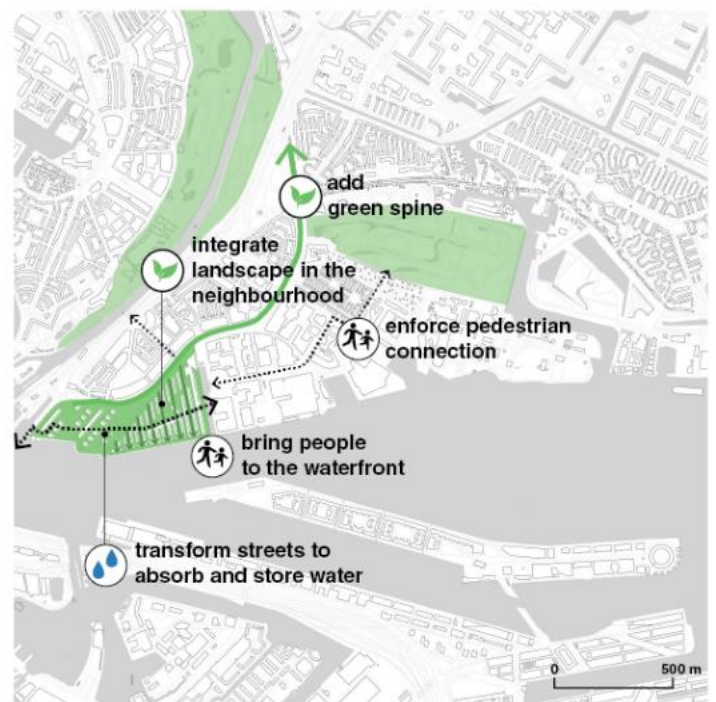 add
green spine
integrate
landscape in the
neighbourhood
enforce pedestrian
connection
bring people
to the waterfront
transform streets to
absorb and store water
0 500 m